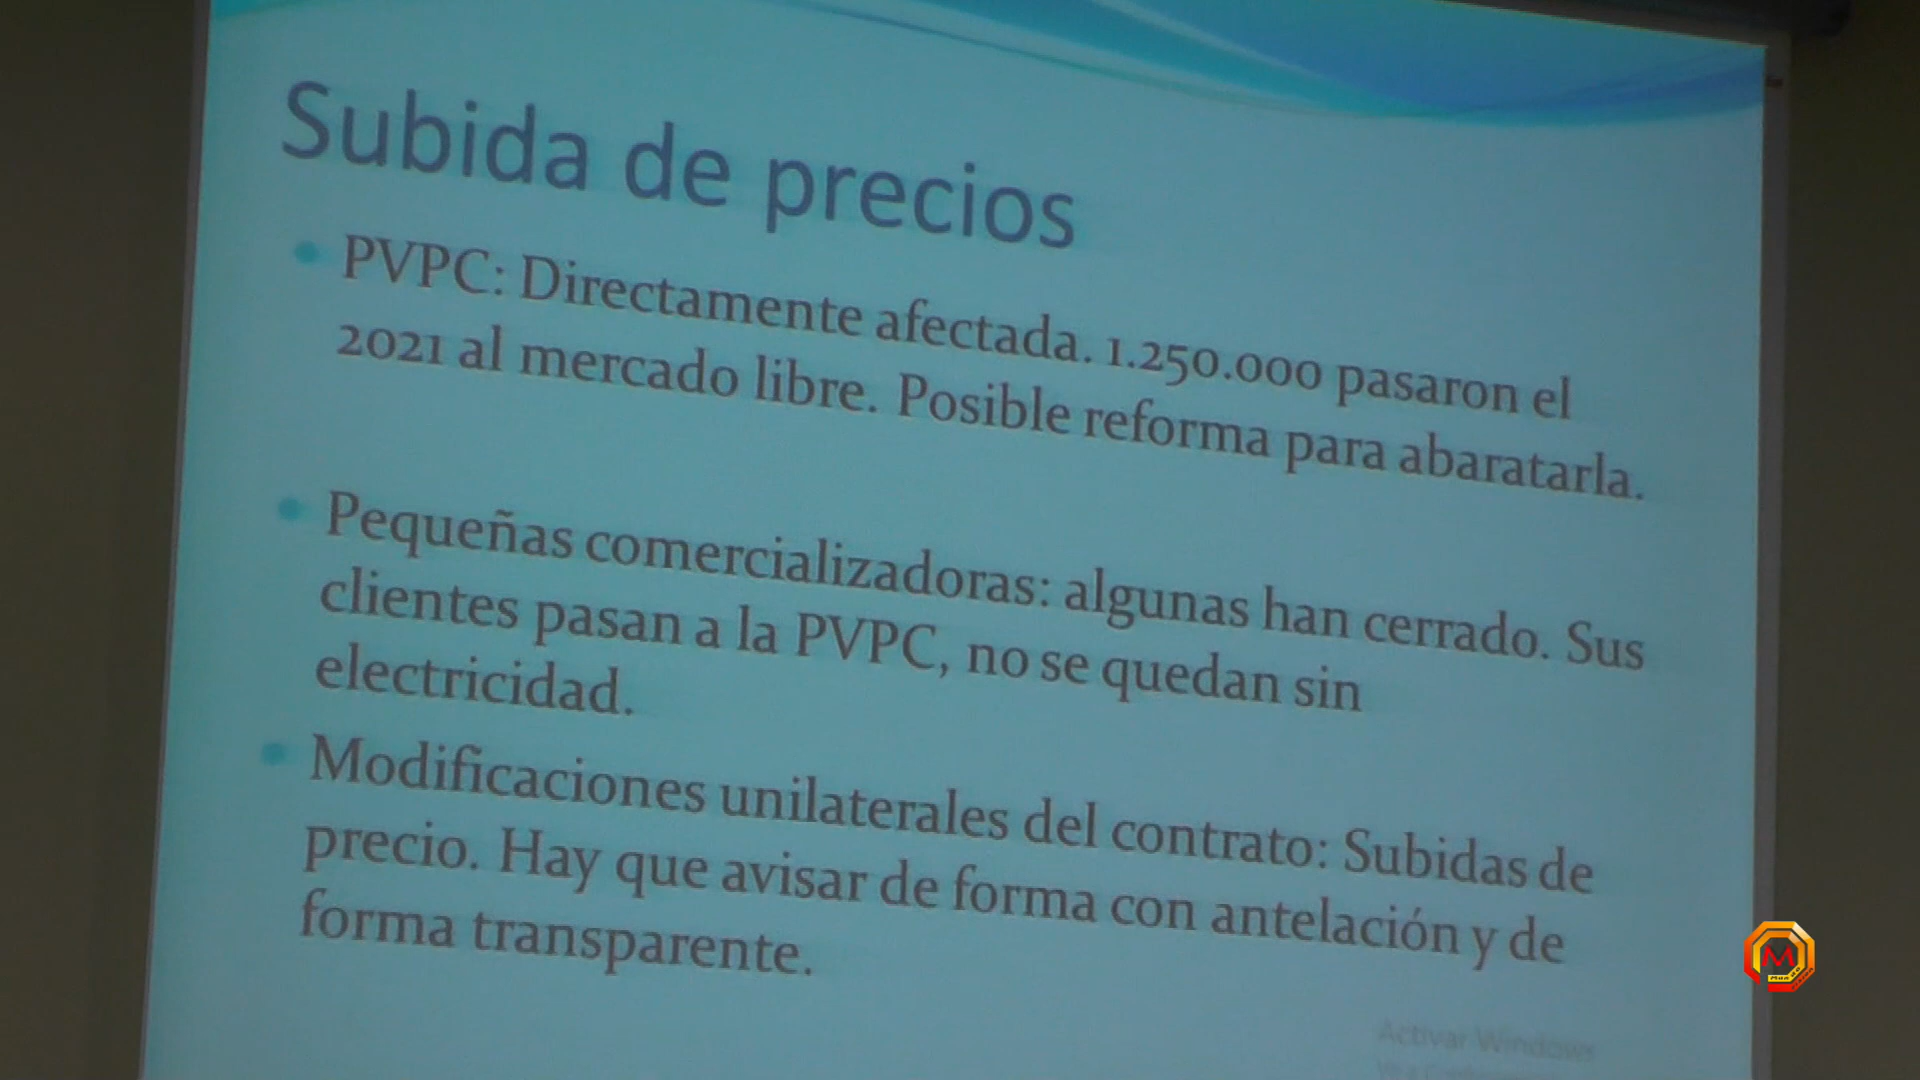 Subida de precios
PVPC: Directamente afectada. 1.250.000 pasaron el
2021 al mercado libre. Posible reforma para abaratarla.
Pequeñas comercializadoras: algunas han cerrado. Sus
clientes pasan a la PVPC, no se quedan sin
electricidad.
Modificaciones unilaterales del contrato: Subidas de
precio. Hay que avisar de forma con antelación y de
forma transparente.
Activar Windows
M